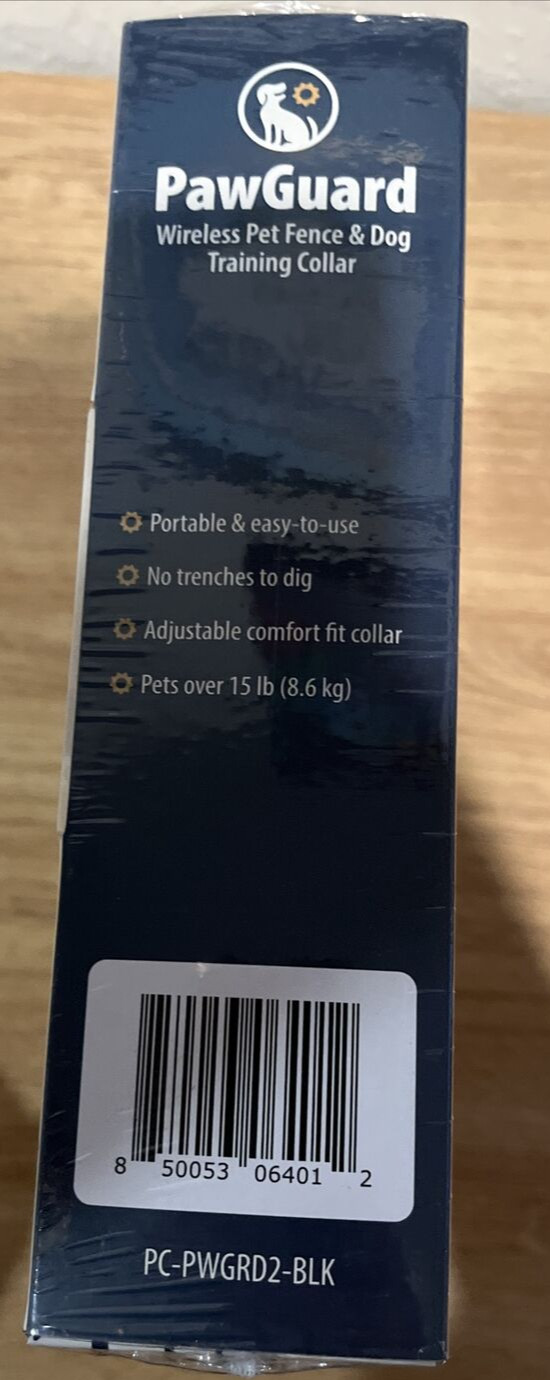 PawGuard
Wireless Pet Fence & Dog
Training Collar
Portable & easy-to-use
No trenches to dig
Adjustable comfort fit collar
Pets over 15 lb (8.6 kg)
8 50053 06401 2
PC-PWGRD2-BLK